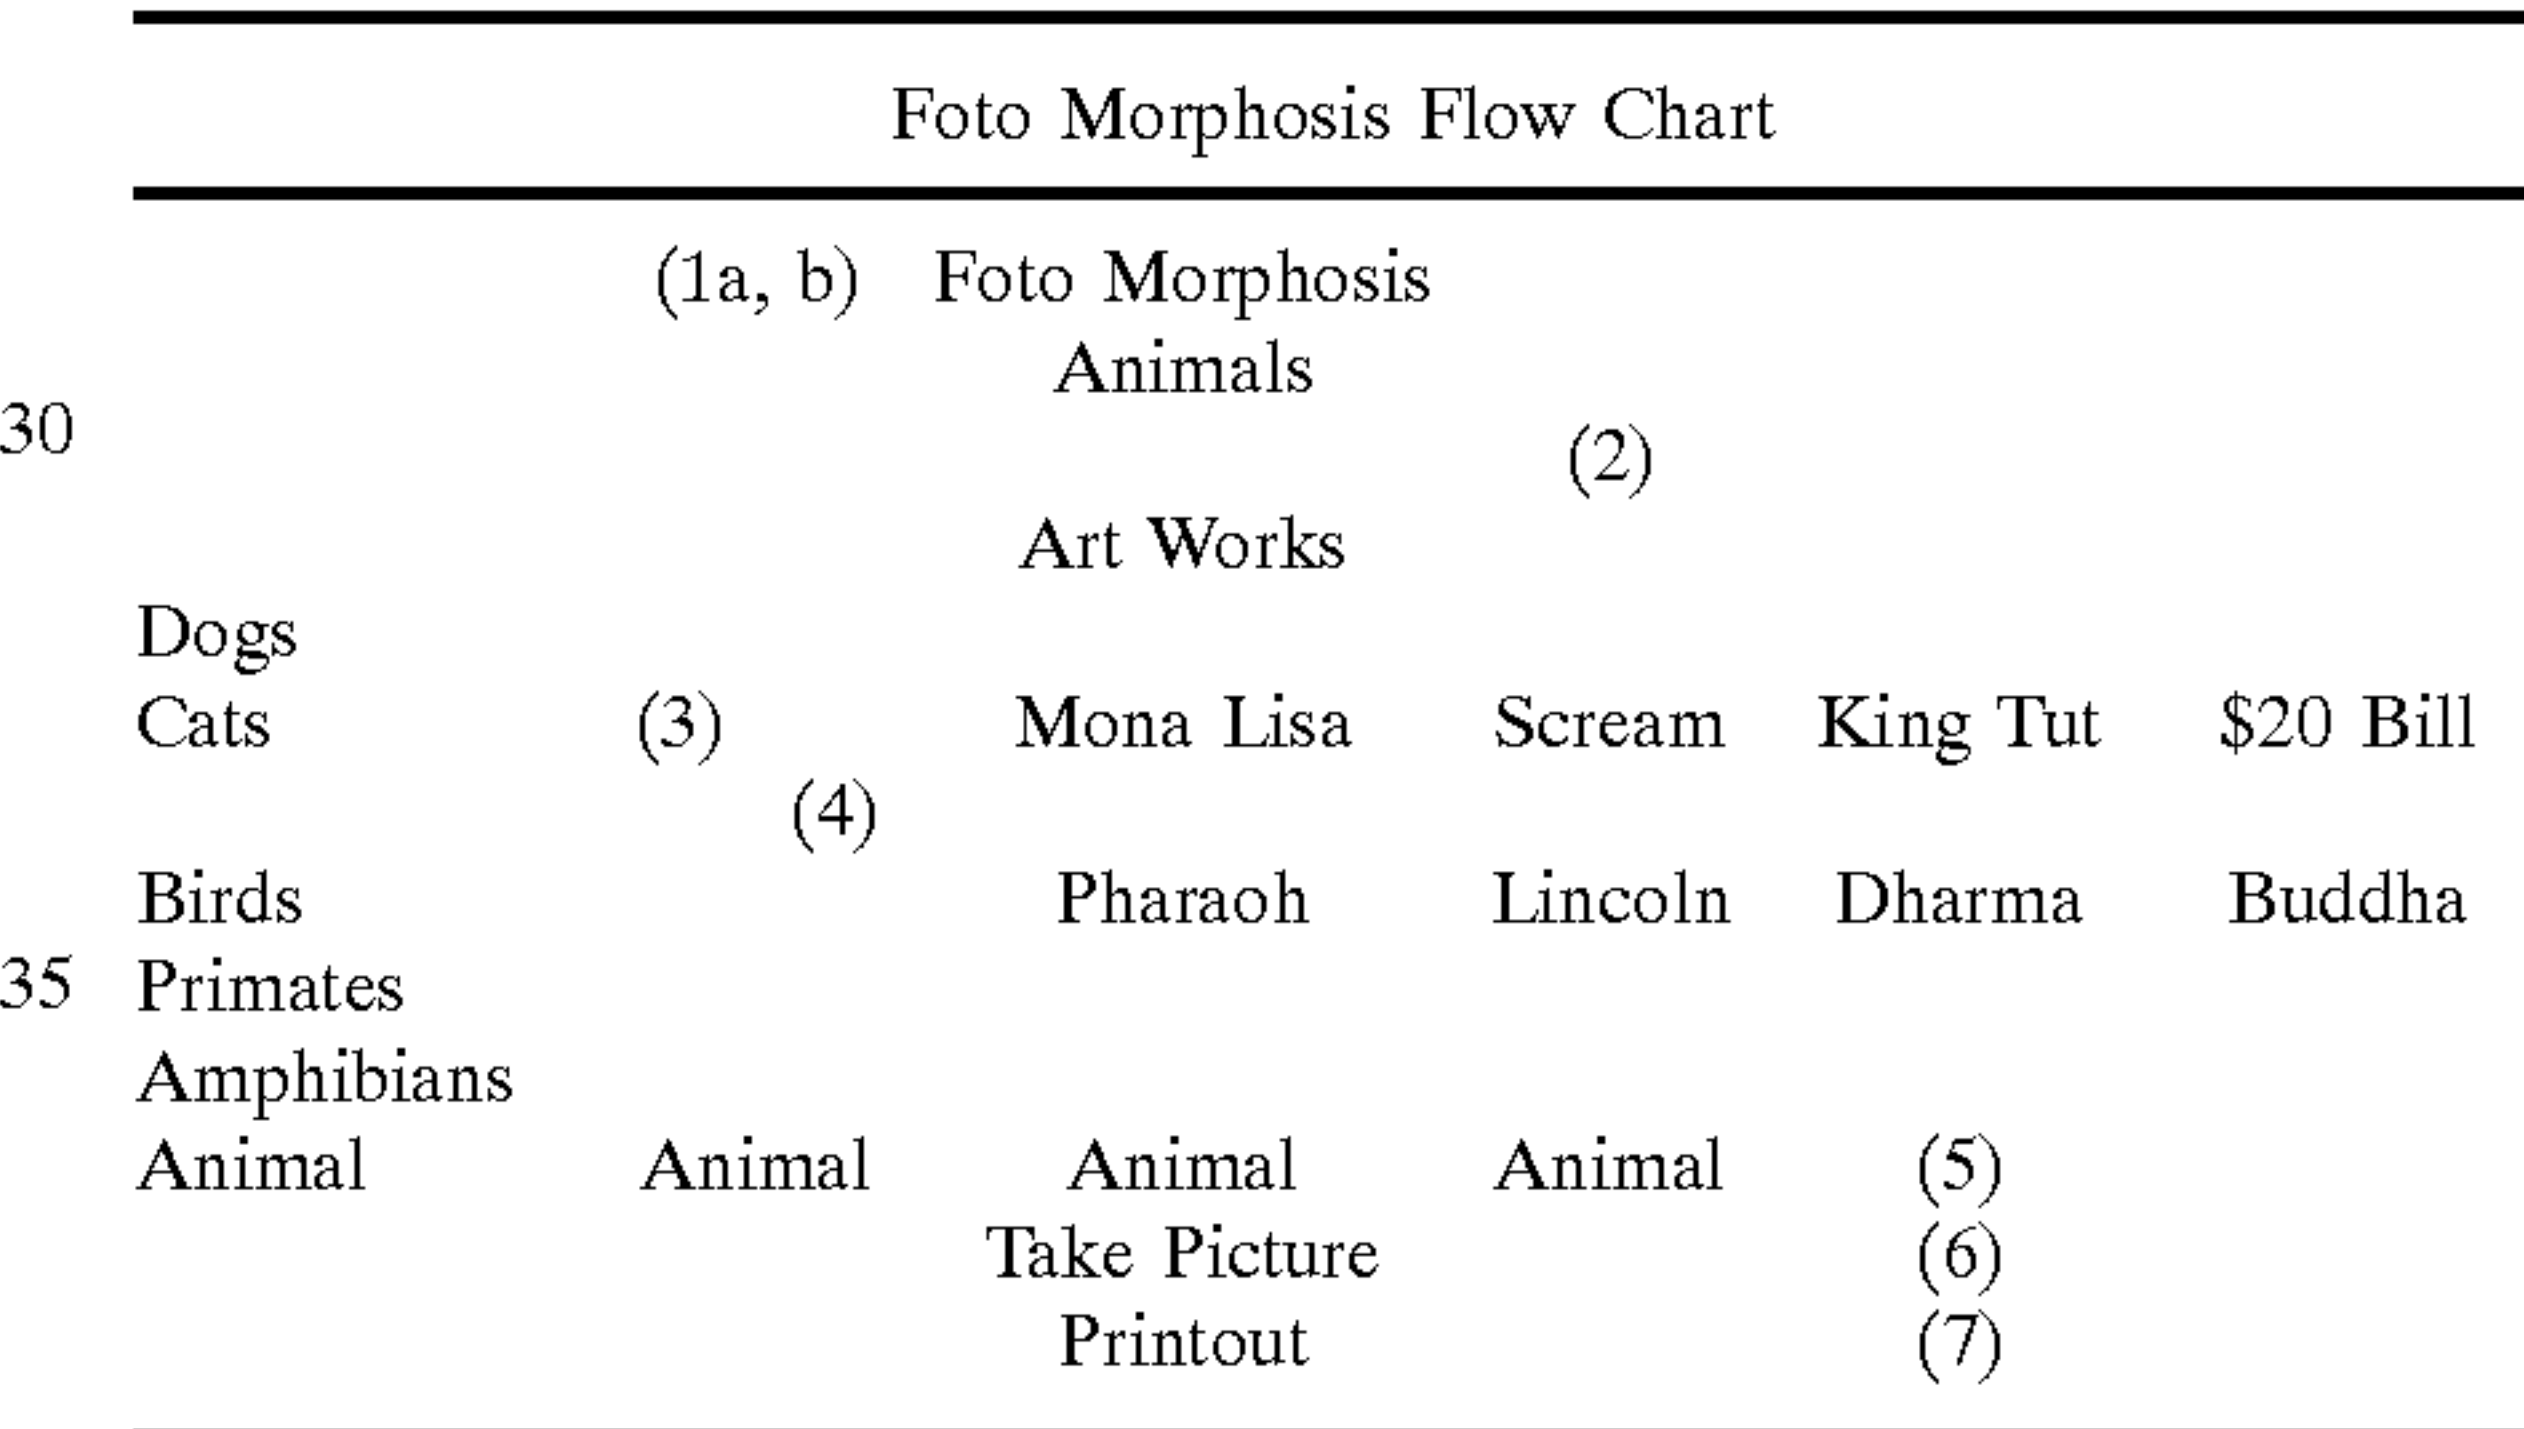 Foto Morphosis Flow Chart
(1a, b) Foto Morphosis
Animals
30
(2)
Art Works
Dogs
Cats (3) Mona Lisa Scream King Tut $20 Bill
(4)
Birds Pharaoh Lincoln Dharma Buddha
35 Primates
Amphibians
Animal Animal Animal Animal (5)
Take Picture (6)
Printout (7)